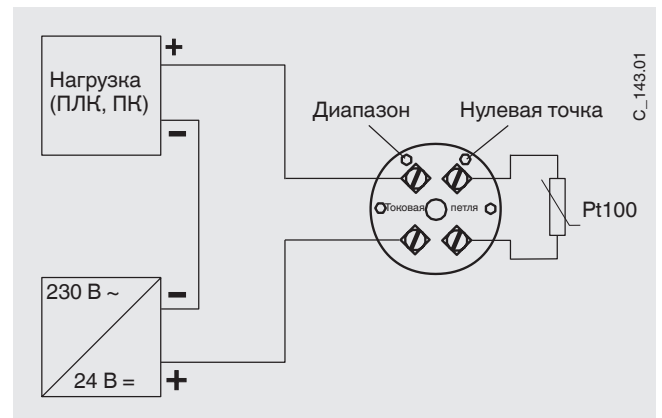 +
Нагрузка
(ПЛК, ПК)
−
C_143.01
Диапазон
Нулевая точка
Токовая петля
Pt100
230 В ~
−
24 В =
+